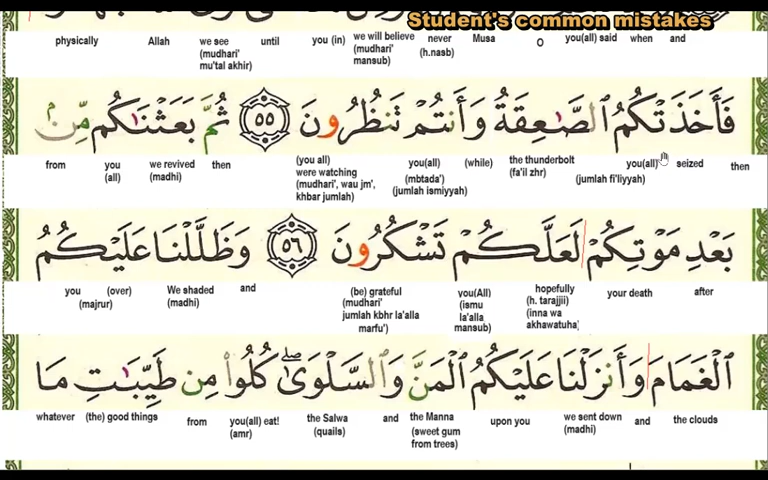 Student's common mistakes
physically Allah we see until you (in) we will believe never Musa O you(all) said when and
(mudhari' mu'tal akhir) (mudhari' mansub) (h.nasb)
فَأَخَذَتْكُمُ ٱلصَّـٰعِقَةُ وَأَنتُمْ تَنظُرُونَ ٥٥ ثُمَّ بَعَثْنَـٰكُم مِّنۢ
from you (all) we revived (madhi) then (you all) were watching (mudhari', wau jm', khbar jumlah) you(all) (mbtada') (jumlah ismiyyah) (while) the thunderbolt (fa'il zhr) you(all) (jumlah fi'liyyah) seized then
بَعْدِ مَوْتِكُمْ لَعَلَّكُمْ تَشْكُرُونَ ٥٦ وَظَلَّلْنَا عَلَيْكُمُ
you (over) (majrur) We shaded (madhi) and (be) grateful (mudhari' jumlah kbhr la'alla marfu') you(All) (ismu la'alla mansub) hopefully (h. tarajjii) (inna wa akhawatuha) your death after
ٱلْغَمَامَ وَأَنزَلْنَا عَلَيْكُمُ ٱلْمَنَّ وَٱلسَّلْوَىٰ ۖ كُلُوا۟ مِن طَيِّبَـٰتِ مَا
whatever (the) good things from you(all) eat! (amr) the Salwa (quails) and the Manna (sweet gum from trees) upon you we sent down (madhi) and the clouds